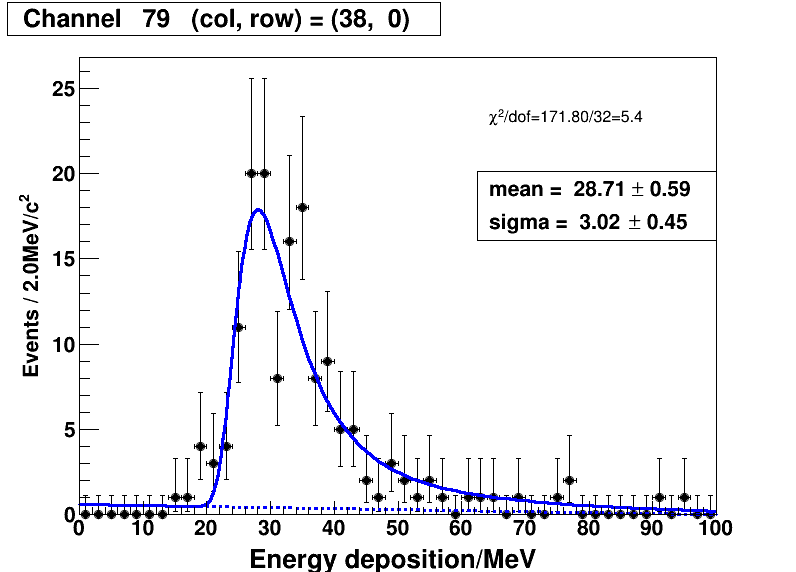 Channel 79 (col, row) = (38, 0)
χ²/dof=171.80/32=5.4
mean = 28.71 ± 0.59
sigma = 3.02 ± 0.45
Events / 2.0MeV/c²
25
20
15
10
5
0
0 10 20 30 40 50 60 70 80 90 100
Energy deposition/MeV